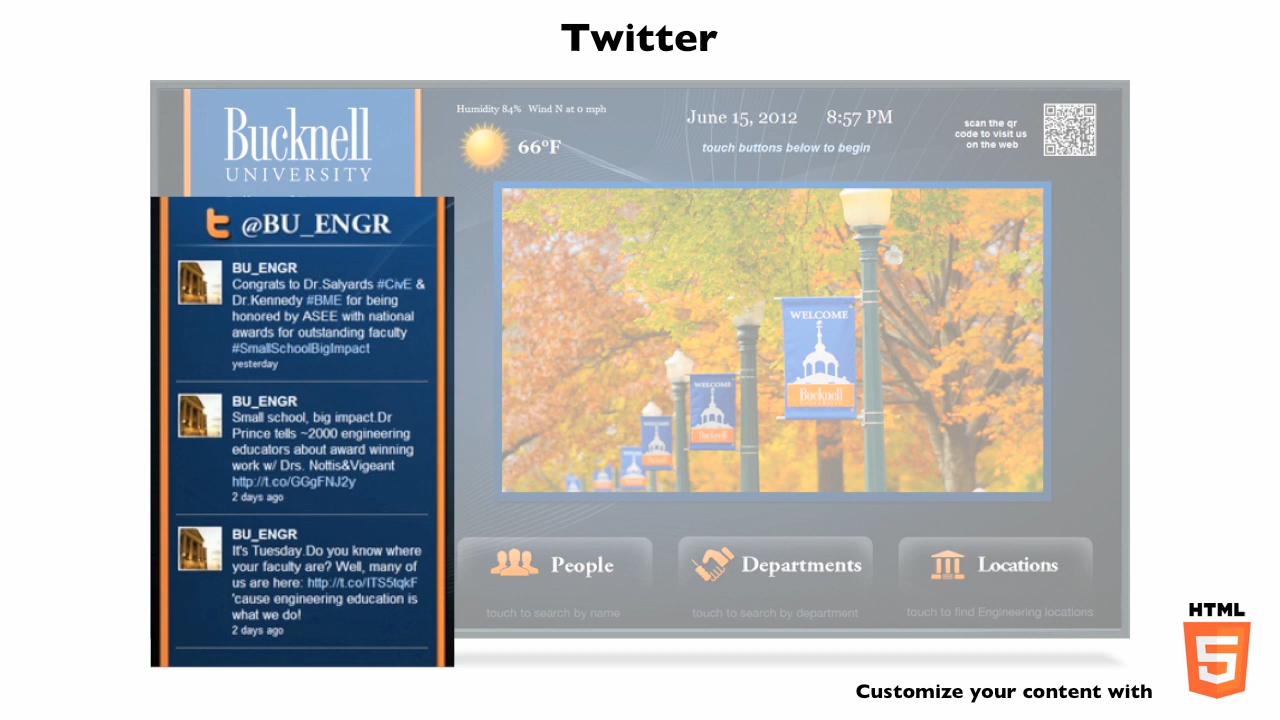 Twitter
Bucknell
UNIVERSITY
Humidity 84% Wind N at 0 mph
66°F
June 15, 2012 8:57 PM
touch buttons below to begin
scan the qr
code to visit us
on the web
@BU_ENGR
BU_ENGR
Congrats to Dr.Salyards #CivE &
Dr.Kennedy #BME for being
honored by ASEE with national
awards for outstanding faculty
#SmallSchoolBigImpact
yesterday
BU_ENGR
Small school, big impact.Dr
Prince tells ~2000 engineering
educators about award winning
work w/ Drs. Nottis&Vigeant
http://t.co/GGgFNJ2y
2 days ago
BU_ENGR
It's Tuesday.Do you know where
your faculty are? Well, many of
us are here: http://t.co/ITS5tqkF
'cause engineering education is
what we do!
2 days ago
WELCOME
Bucknell
UNIVERSITY
WELCOME
Bucknell
People
touch to search by name
Departments
touch to search by department
Locations
touch to find Engineering locations
HTML
5
Customize your content with